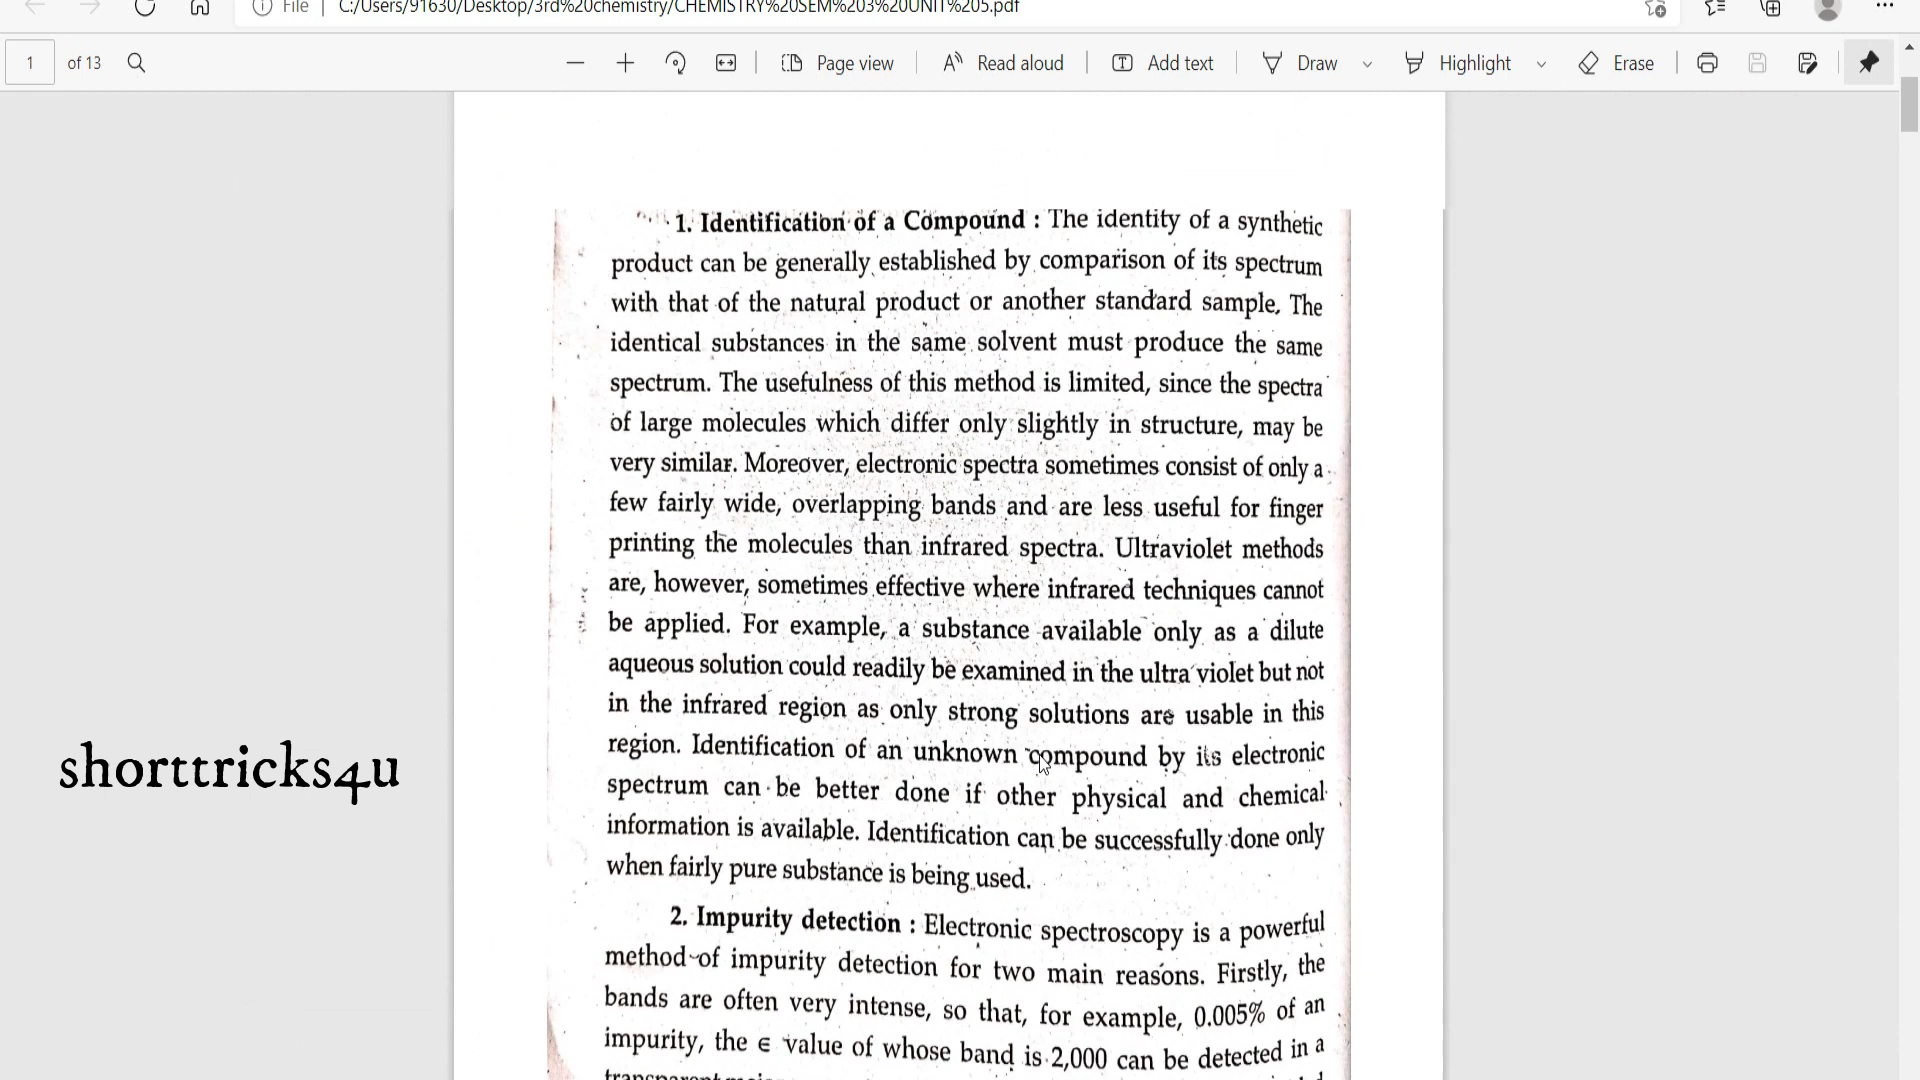 File
C:/Users/91630/Desktop/3rd%20chemistry/CHEMISTRY%20SEM%203%20UNIT%205.pdf
1 of 13
Page view
Read aloud
Add text
Draw
Highlight
Erase
1. Identification of a Compound : The identity of a synthetic
product can be generally established by comparison of its spectrum
with that of the natural product or another standard sample. The
identical substances in the same solvent must produce the same
spectrum. The usefulness of this method is limited, since the spectra
of large molecules which differ only slightly in structure, may be
very similar. Moreover, electronic spectra sometimes consist of only a
few fairly wide, overlapping bands and are less useful for finger
printing the molecules than infrared spectra. Ultraviolet methods
are, however, sometimes effective where infrared techniques cannot
be applied. For example, a substance available only as a dilute
aqueous solution could readily be examined in the ultra violet but not
in the infrared region as only strong solutions are usable in this
region. Identification of an unknown compound by its electronic
spectrum can be better done if other physical and chemical
information is available. Identification can be successfully done only
when fairly pure substance is being used.
2. Impurity detection : Electronic spectroscopy is a powerful
method of impurity detection for two main reasons. Firstly, the
bands are often very intense, so that, for example, 0.005% of an
impurity, the ∈ value of whose band is 2,000 can be detected in a
shorttricks4u